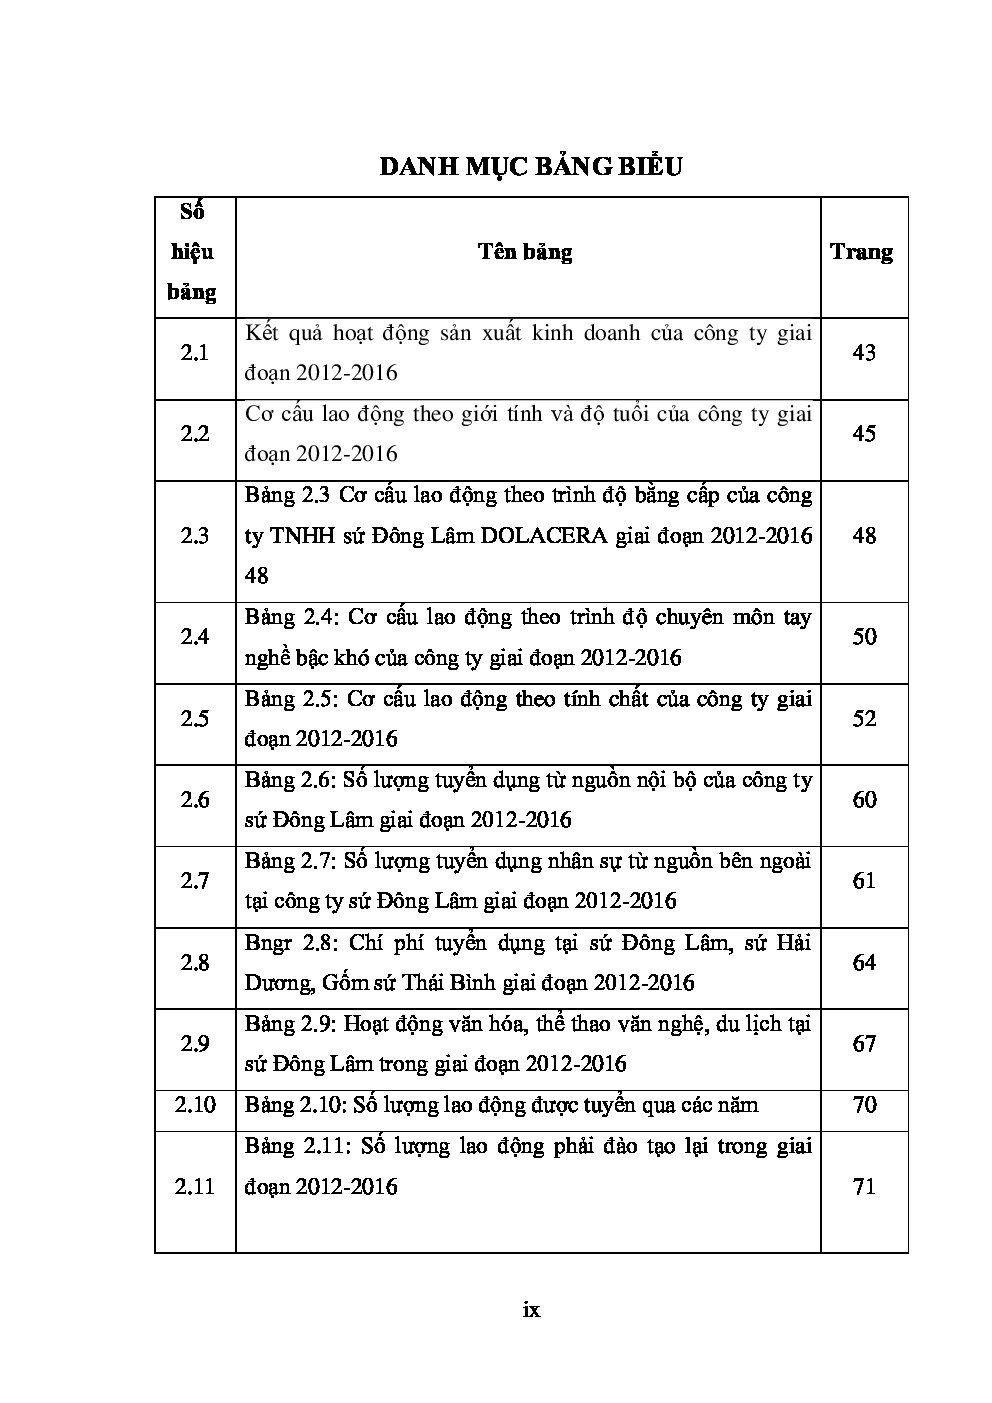 DANH MỤC BẢNG BIỂU
Số
hiệu
bảng
Tên bảng
Trang
2.1
Kết quả hoạt động sản xuất kinh doanh của công ty giai
đoạn 2012-2016
43
2.2
Cơ cấu lao động theo giới tính và độ tuổi của công ty giai
đoạn 2012-2016
45
2.3
Bảng 2.3 Cơ cấu lao động theo trình độ bằng cấp của công
ty TNHH sứ Đông Lâm DOLACERA giai đoạn 2012-2016
48
48
2.4
Bảng 2.4: Cơ cấu lao động theo trình độ chuyên môn tay
nghề bậc khó của công ty giai đoạn 2012-2016
50
2.5
Bảng 2.5: Cơ cấu lao động theo tính chất của công ty giai
đoạn 2012-2016
52
2.6
Bảng 2.6: Số lượng tuyển dụng từ nguồn nội bộ của công ty
sứ Đông Lâm giai đoạn 2012-2016
60
2.7
Bảng 2.7: Số lượng tuyển dụng nhân sự từ nguồn bên ngoài
tại công ty sứ Đông Lâm giai đoạn 2012-2016
61
2.8
Bngr 2.8: Chí phí tuyển dụng tại sứ Đông Lâm, sứ Hải
Dương, Gốm sứ Thái Bình giai đoạn 2012-2016
64
2.9
Bảng 2.9: Hoạt động văn hóa, thể thao văn nghệ, du lịch tại
sứ Đông Lâm trong giai đoạn 2012-2016
67
2.10
Bảng 2.10: Số lượng lao động được tuyển qua các năm
70
2.11
Bảng 2.11: Số lượng lao động phải đào tạo lại trong giai
đoạn 2012-2016
71
ix